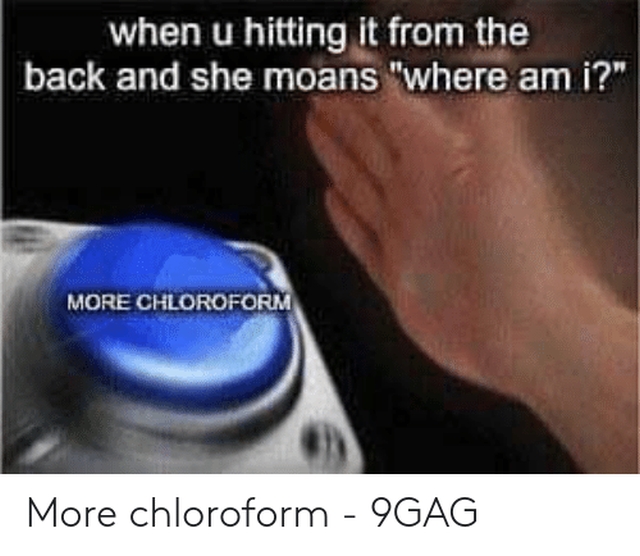 when u hitting it from the
back and she moans "where am i?"
MORE CHLOROFORM
More chloroform - 9GAG